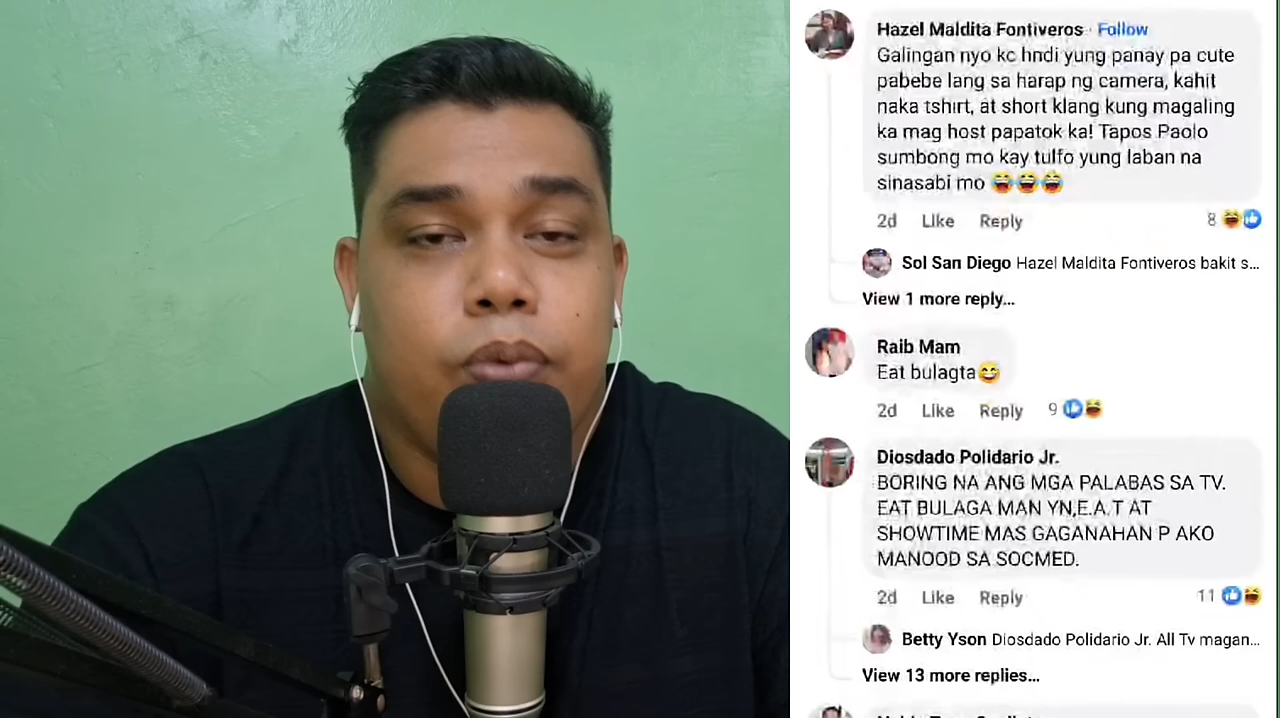 Hazel Maldita Fontiveros · Follow
Galingan nyo kc hndi yung panay pa cute
pabebe lang sa harap ng camera, kahit
naka tshirt, at short klang kung magaling
ka mag host papatok ka! Tapos Paolo
sumbong mo kay tulfo yung laban na
sinasabi mo 😂😂😂
2d Like Reply 8
Sol San Diego Hazel Maldita Fontiveros bakit s...
View 1 more reply...
Raib Mam
Eat bulagta😄
2d Like Reply 9
Diosdado Polidario Jr.
BORING NA ANG MGA PALABAS SA TV.
EAT BULAGA MAN YN,E.A.T AT
SHOWTIME MAS GAGANAHAN P AKO
MANOOD SA SOCMED.
2d Like Reply 11
Betty Yson Diosdado Polidario Jr. All Tv magan...
View 13 more replies...